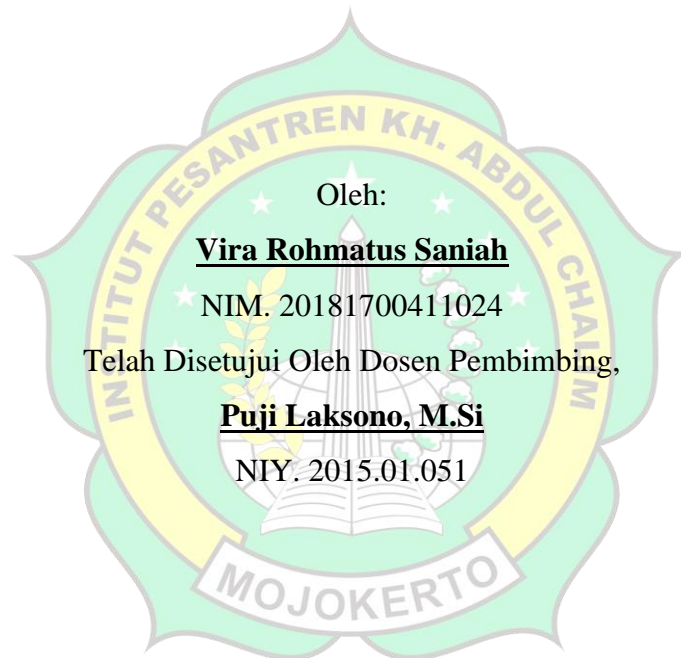 INSTITUT PESANTREN KH. ABDUL CHALIM
Oleh:
Vira Rohmatus Saniah
NIM. 20181700411024
Telah Disetujui Oleh Dosen Pembimbing,
Puji Laksono, M.Si
NIY. 2015.01.051
MOJOKERTO